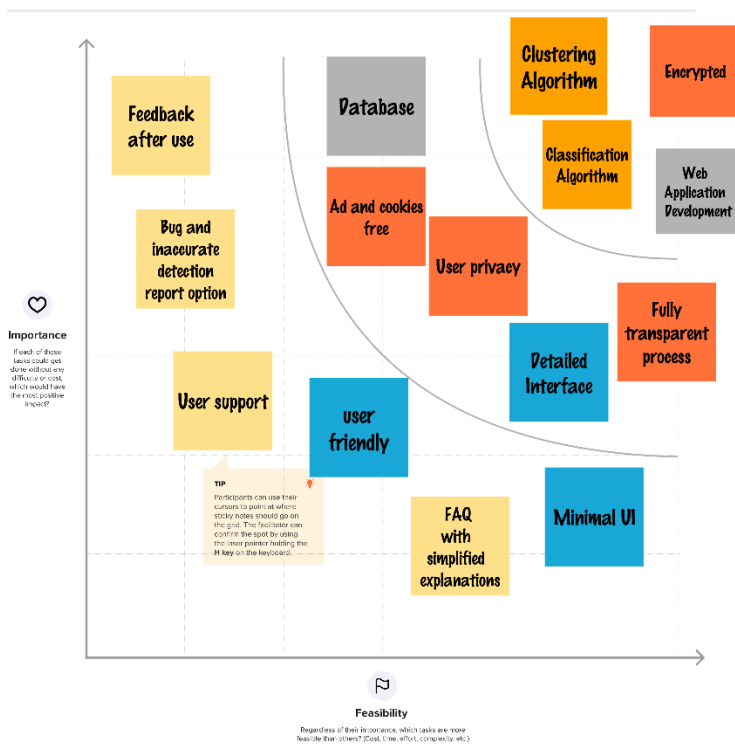 Clustering
Algorithm
Encrypted
Feedback
after use
Database
Classification
Algorithm
Web
Application
Development
Ad and cookies
free
Bug and
inaccurate
detection
report option
User privacy
Fully
transparent
process
Importance
If each of these
tasks could get
done without any
difficulty or cost,
which would have
the most positive
impact?
Detailed
Interface
User support
user
friendly
TIP
Participants can use their
cursors to point at where
sticky notes should go on
the grid. The facilitator can
confirm the spot by using
the laser pointer holding the
H key on the keyboard.
FAQ
with
simplified
explanations
Minimal UI
Feasibility
Regardless of their importance, which tasks are more
feasible than others? (Cost, time, effort, complexity, etc.)